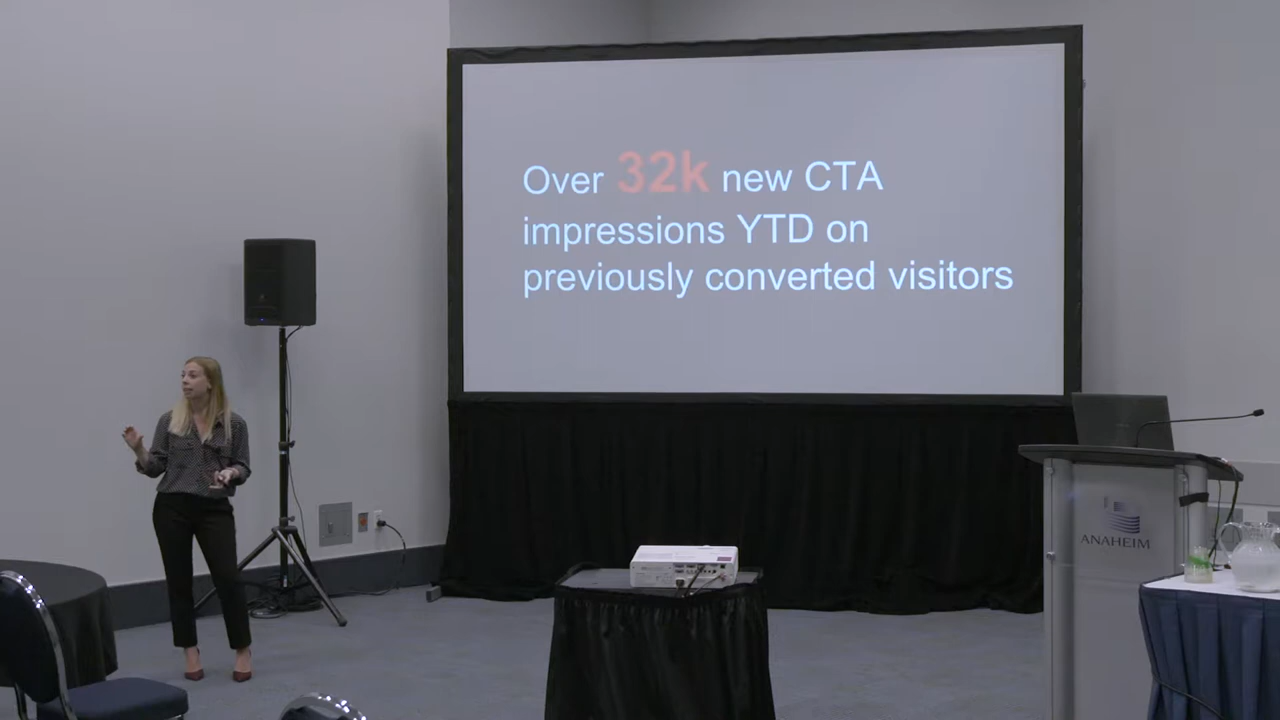 Over 32k new CTA
impressions YTD on
previously converted visitors
ANAHEIM